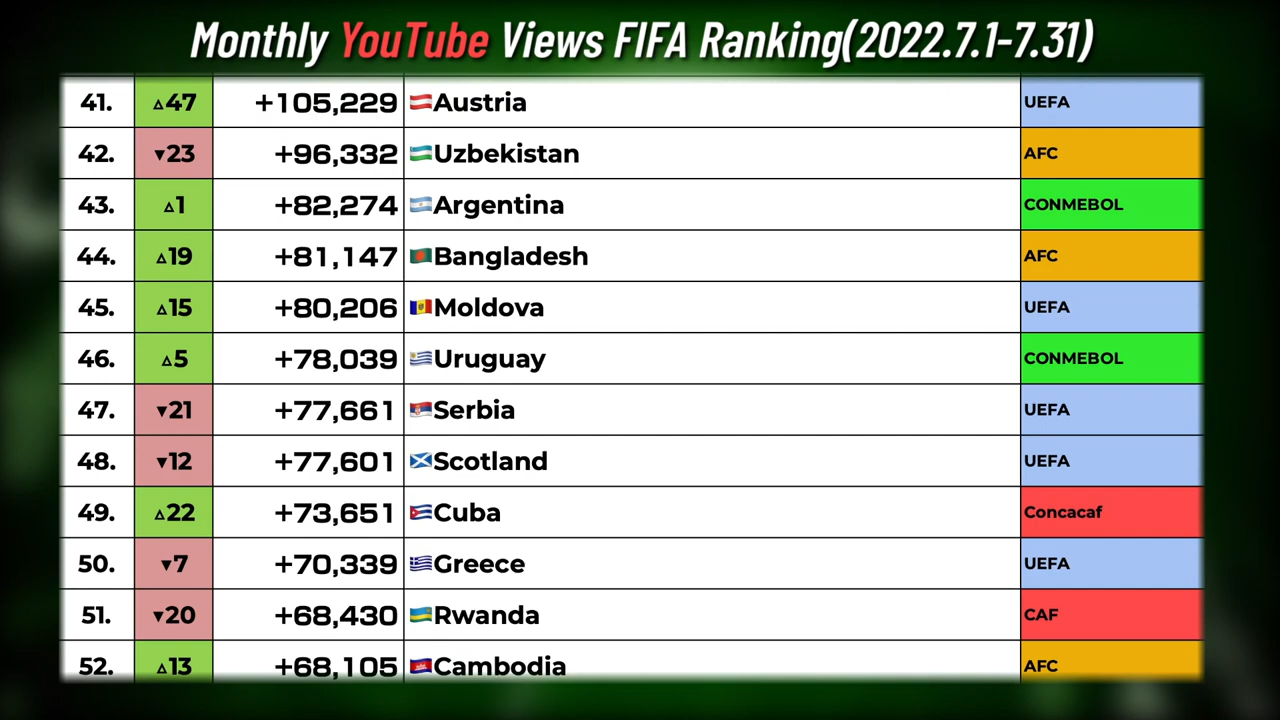 Monthly YouTube Views FIFA Ranking(2022.7.1-7.31)
41. △47 +105,229 Austria UEFA
42. ▼23 +96,332 Uzbekistan AFC
43. △1 +82,274 Argentina CONMEBOL
44. △19 +81,147 Bangladesh AFC
45. △15 +80,206 Moldova UEFA
46. △5 +78,039 Uruguay CONMEBOL
47. ▼21 +77,661 Serbia UEFA
48. ▼12 +77,601 Scotland UEFA
49. △22 +73,651 Cuba Concacaf
50. ▼7 +70,339 Greece UEFA
51. ▼20 +68,430 Rwanda CAF
52. △13 +68,105 Cambodia AFC